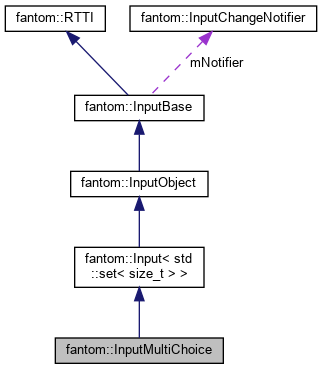 fantom::RTTI
fantom::InputChangeNotifier
mNotifier
fantom::InputBase
fantom::InputObject
fantom::Input< std
::set< size_t > >
fantom::InputMultiChoice